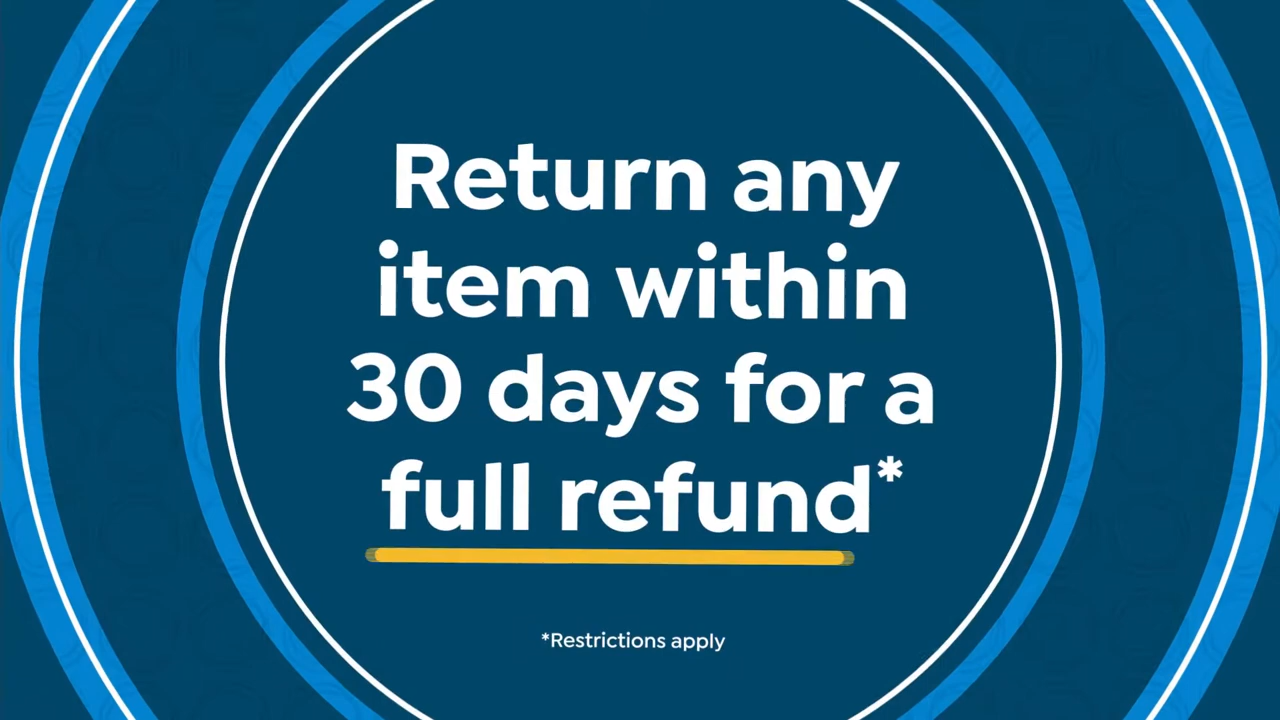 Return any
item within
30 days for a
full refund*
*Restrictions apply